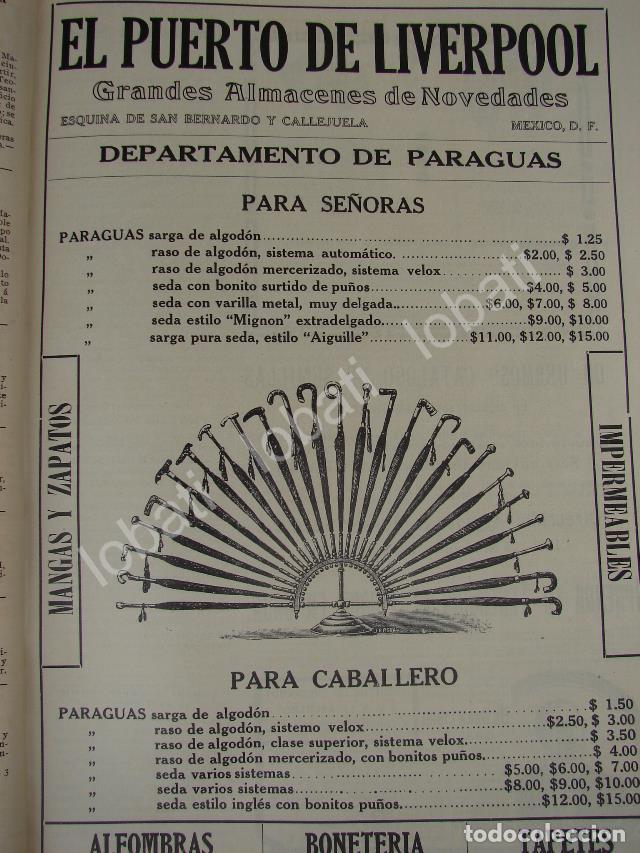 EL PUERTO DE LIVERPOOL
Grandes Almacenes de Novedades
ESQUINA DE SAN BERNARDO Y CALLEJUELA MEXICO, D. F.
DEPARTAMENTO DE PARAGUAS
PARA SEÑORAS
PARAGUAS sarga de algodón $ 1.25
„ raso de algodón, sistema automático. $2.00, $ 2.50
„ raso de algodón mercerizado, sistema velox $ 3.00
„ seda con bonito surtido de puños $4.00, $ 5.00
„ seda con varilla metal, muy delgada.. $6.00, $7.00, $ 8.00
„ seda estilo "Mignon" extradelgado. $9.00, $10.00
„ sarga pura seda, estilo "Aiguille" $11.00, $12.00, $15.00
MANGAS Y ZAPATOS
IMPERMEABLES
PARA CABALLERO
PARAGUAS sarga de algodón $ 1.50
„ raso de algodón, sistemo velox $2.50, $ 3.00
„ raso de algodón, clase superior, sistema velox. $ 3.50
„ raso de algodón mercerizado, con bonitos puños. $ 4.00
„ seda varios sistemas $5.00, $6.00, $ 7.00
„ seda varios sistemas $8.00, $9.00, $10.00
„ seda estilo inglés con bonitos puños. $12.00, $15.00
ALFOMBRAS BONETERIA TAPETES
lobati lobati lobati lobati
todocoleccion.net